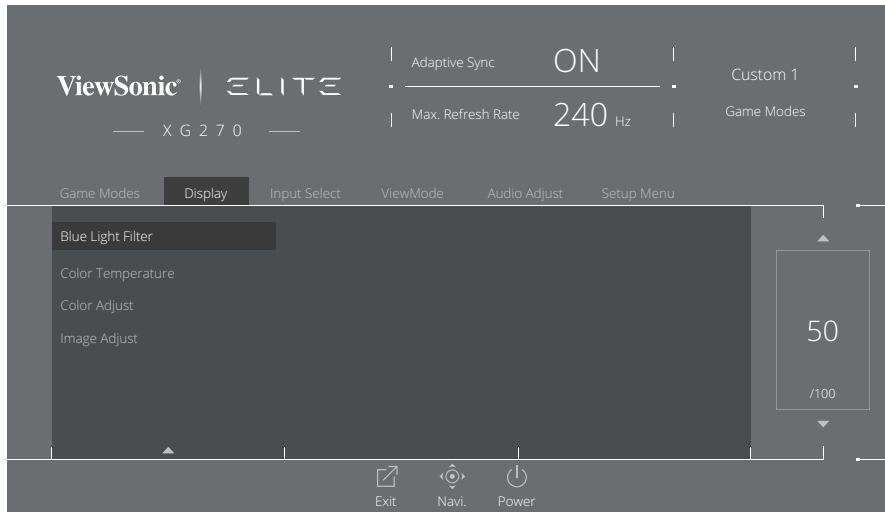 ViewSonic® ELITE
XG270
Adaptive Sync ON
Max. Refresh Rate 240 Hz
Custom 1
Game Modes
Game Modes Display Input Select ViewMode Audio Adjust Setup Menu
Blue Light Filter
Color Temperature
Color Adjust
Image Adjust
50
/100
Exit Navi. Power